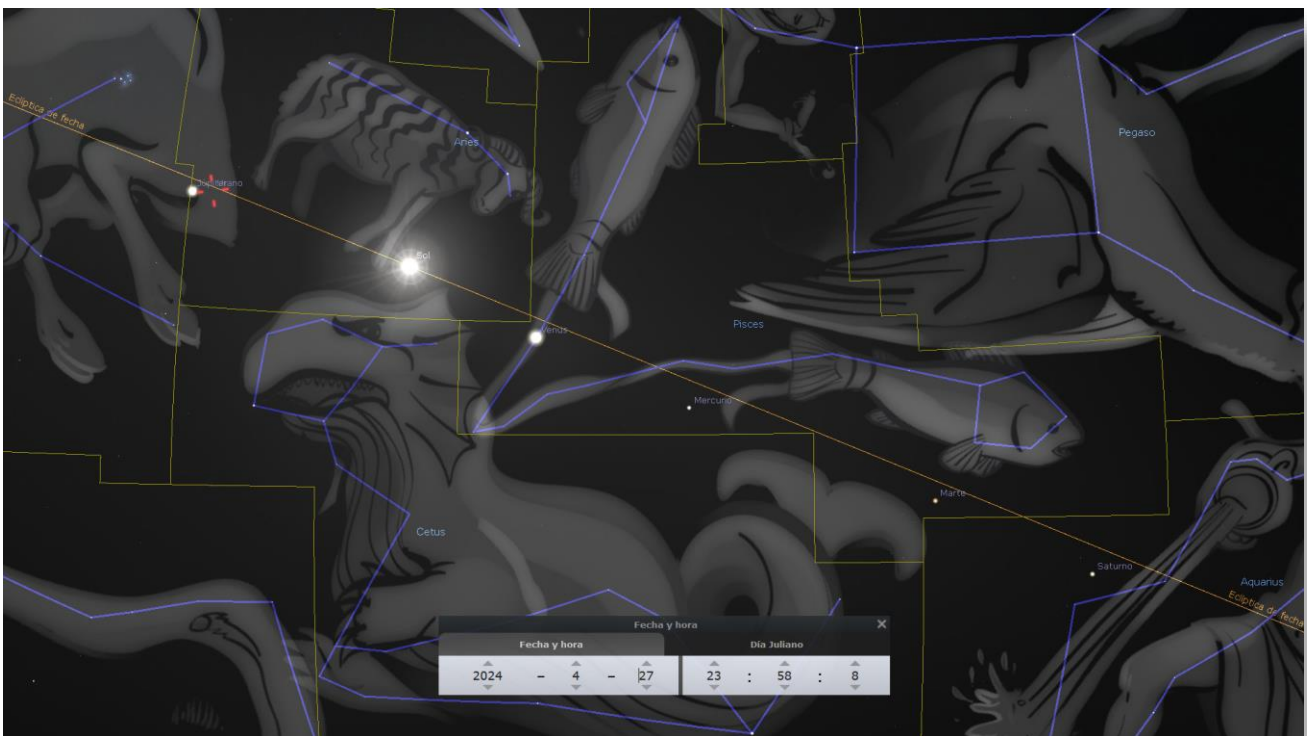 Eclíptica de fecha
Aries
Pegaso
Sol
Venus
Pisces
Mercurio
Marte
Cetus
Saturno
Aquarius
Eclíptica de fecha
Fecha y hora
Fecha y hora
Día Juliano
2024 – 4 – 27 23 : 58 : 8